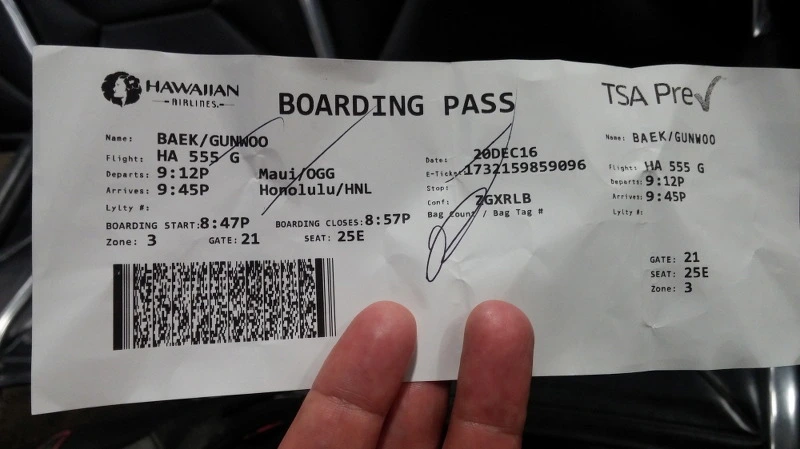 HAWAIIAN
AIRLINES.
BOARDING PASS
Name: BAEK/GUNWOO
Flight: HA 555 G
Departs: 9:12P Maui/OGG
Arrives: 9:45P Honolulu/HNL
Lylty #:
BOARDING START: 8:47P BOARDING CLOSES: 8:57P
Zone: 3 GATE: 21 SEAT: 25E
Date: 20DEC16
E-Ticket: 1732159859096
Stop:
Conf: ZGXRLB
Bag Count / Bag Tag #
TSA Pre✓
Name: BAEK/GUNWOO
Flight: HA 555 G
Departs: 9:12P
Arrives: 9:45P
Lylty #:
GATE: 21
SEAT: 25E
Zone: 3